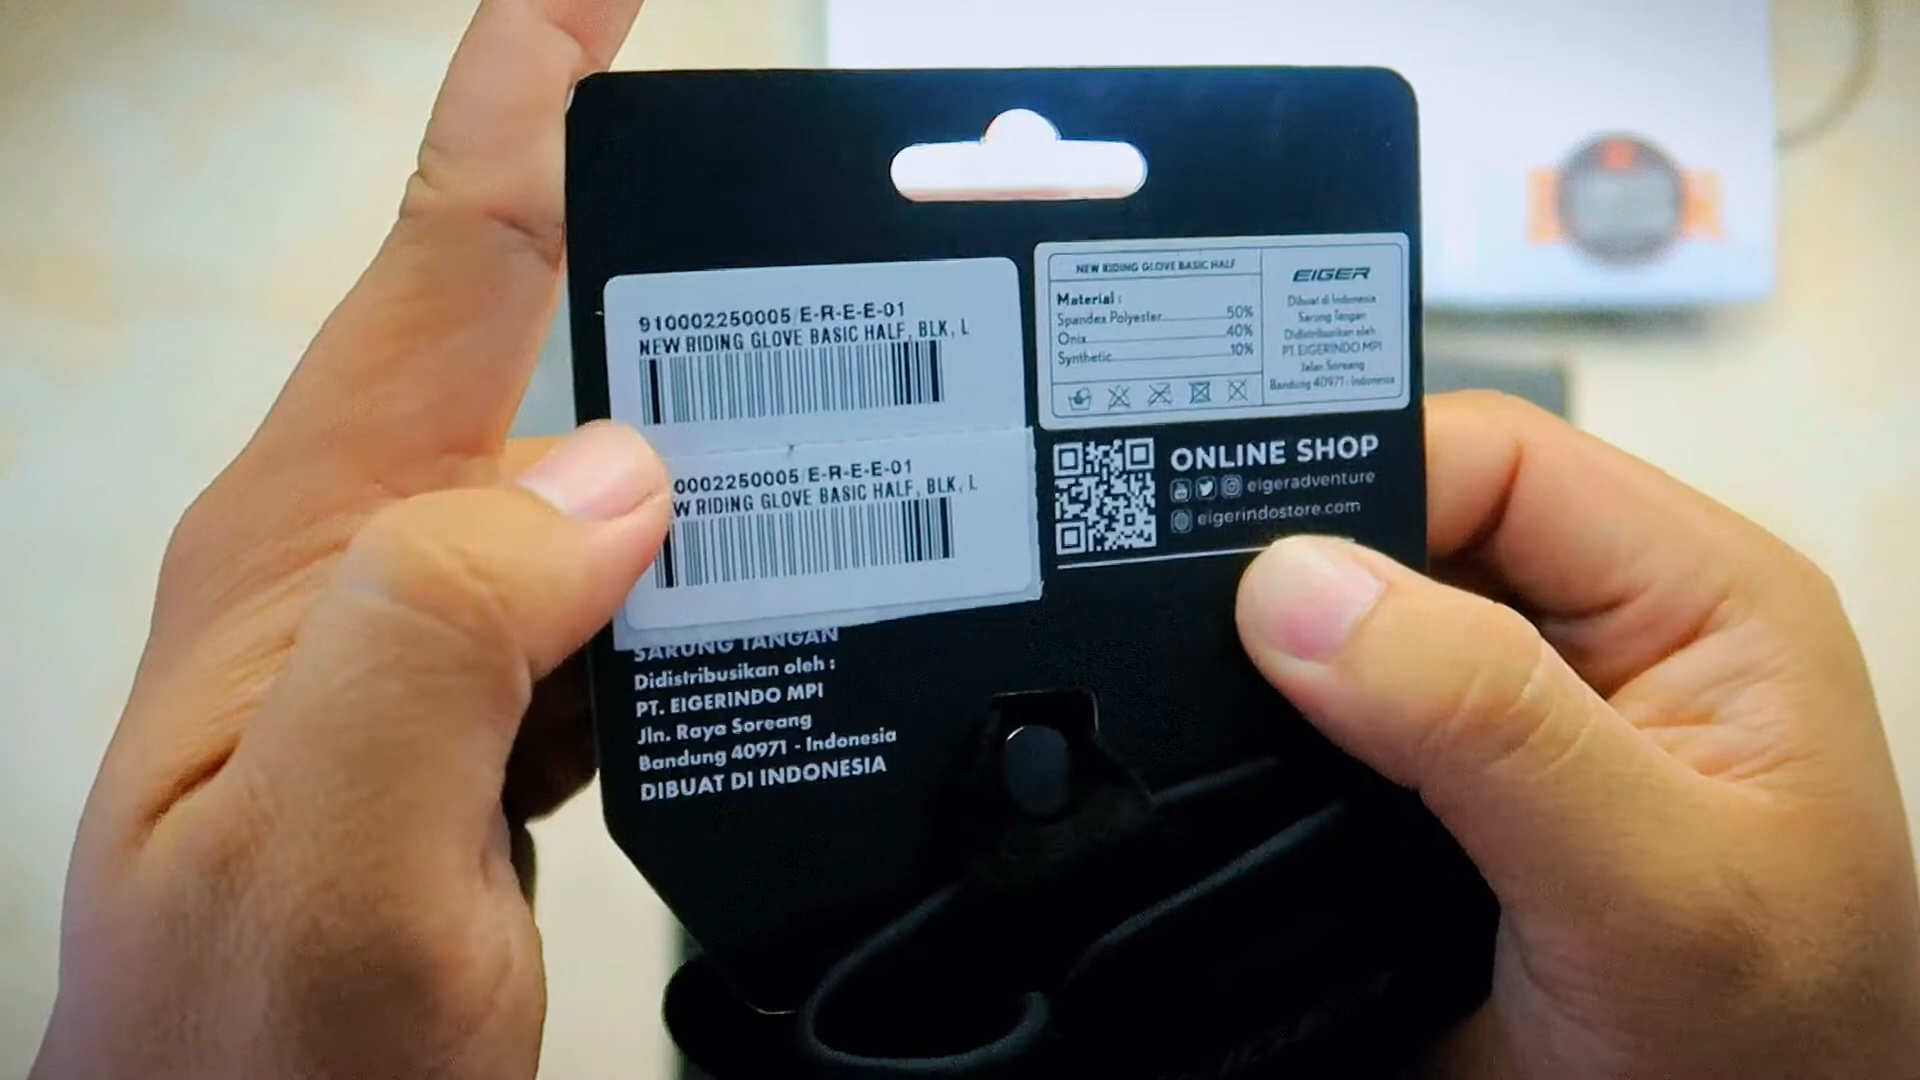 910002250005/E-R-E-E-01
NEW RIDING GLOVE BASIC HALF, BLK, L
0002250005/E-R-E-E-01
W RIDING GLOVE BASIC HALF, BLK, L
SARUNG TANGAN
Didistribusikan oleh :
PT. EIGERINDO MPI
Jln. Raya Soreang
Bandung 40971 - Indonesia
DIBUAT DI INDONESIA
NEW RIDING GLOVE BASIC HALF
Material :
Spandex Polyester 50%
Onix 40%
Synthetic 10%
EIGER
Dibuat di Indonesia
Sarung Tangan
Didistribusikan oleh
PT. EIGERINDO MPI
Jalan Soreang
Bandung 40971 - Indonesia
ONLINE SHOP
eigeradventure
eigerindostore.com